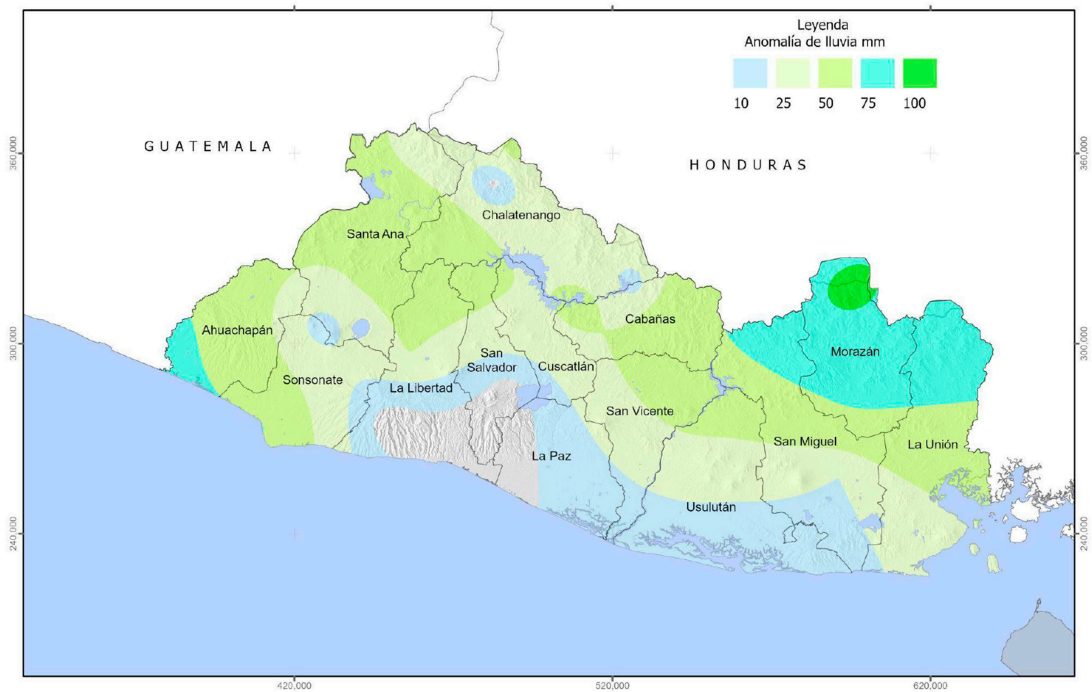 Leyenda
Anomalía de lluvia mm
10 25 50 75 100
GUATEMALA
HONDURAS
360,000
360,000
Chalatenango
Santa Ana
Cabañas
Ahuachapán
300,000
300,000
Morazán
San
Salvador
Cuscatlán
Sonsonate
La Libertad
San Vicente
San Miguel
La Unión
La Paz
Usulután
240,000
240,000
420,000
520,000
620,000